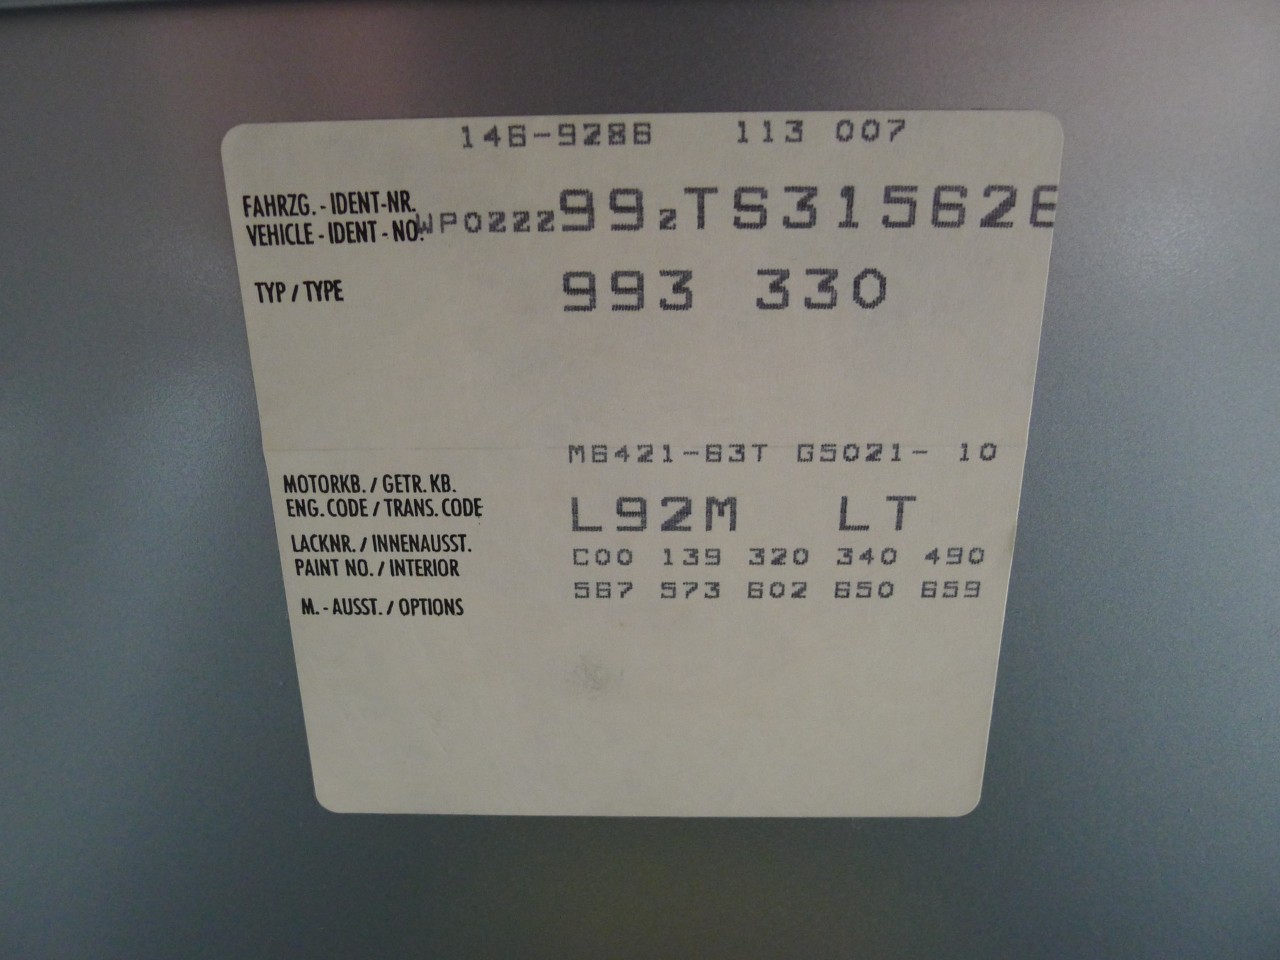 146-9286 113 007
FAHRZG. - IDENT-NR.
VEHICLE - IDENT - NO. WP0ZZZ99ZTS31562
TYP / TYPE 993 330
M6421-63T G5021- 10
MOTORKB. / GETR. KB.
ENG. CODE / TRANS. CODE L92M LT
LACKNR. / INNENAUSST.
PAINT NO. / INTERIOR C00 139 320 340 490
M. - AUSST. / OPTIONS 567 573 602 650 659